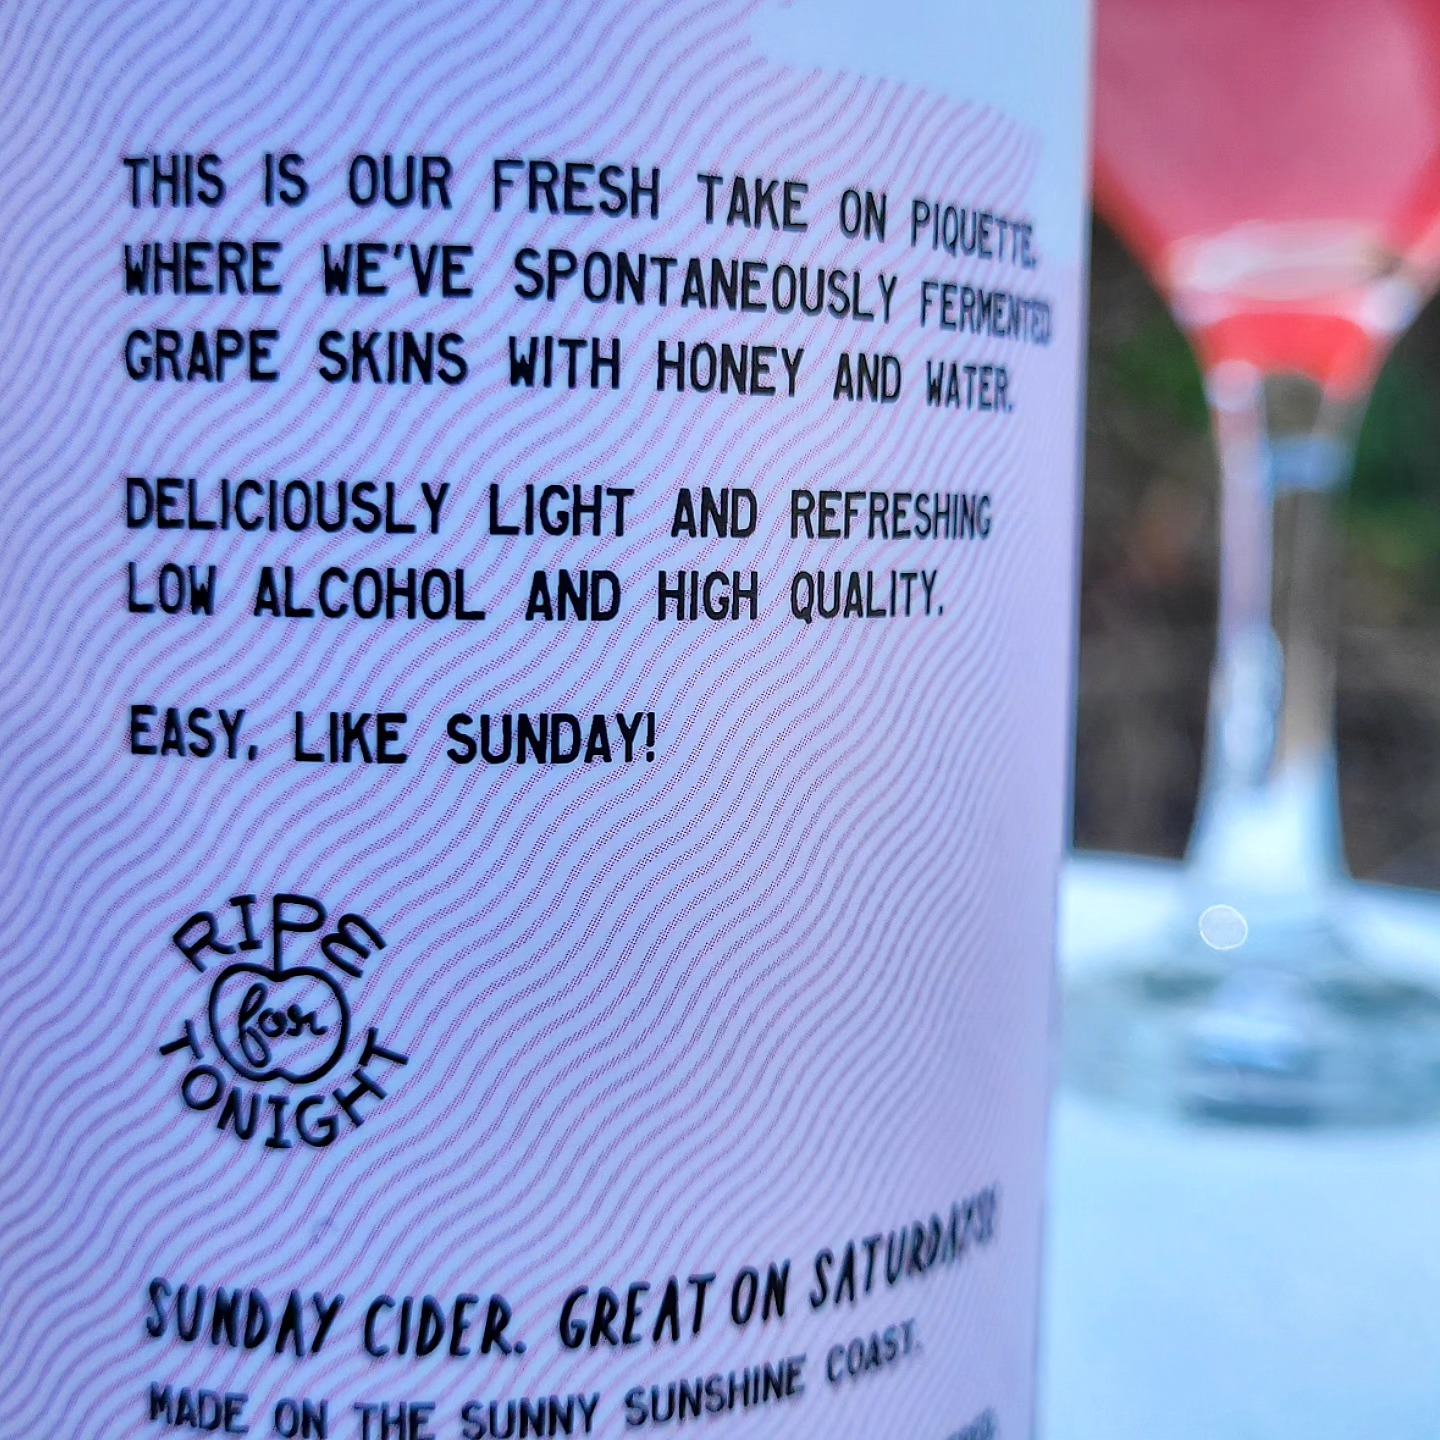 THIS IS OUR FRESH TAKE ON PIQUETTE.
WHERE WE'VE SPONTANEOUSLY FERMENTED
GRAPE SKINS WITH HONEY AND WATER.
DELICIOUSLY LIGHT AND REFRESHING
LOW ALCOHOL AND HIGH QUALITY.
EASY, LIKE SUNDAY!
RIPE
for
TONIGHT
SUNDAY CIDER. GREAT ON SATURDAYS!
MADE ON THE SUNNY SUNSHINE COAST.